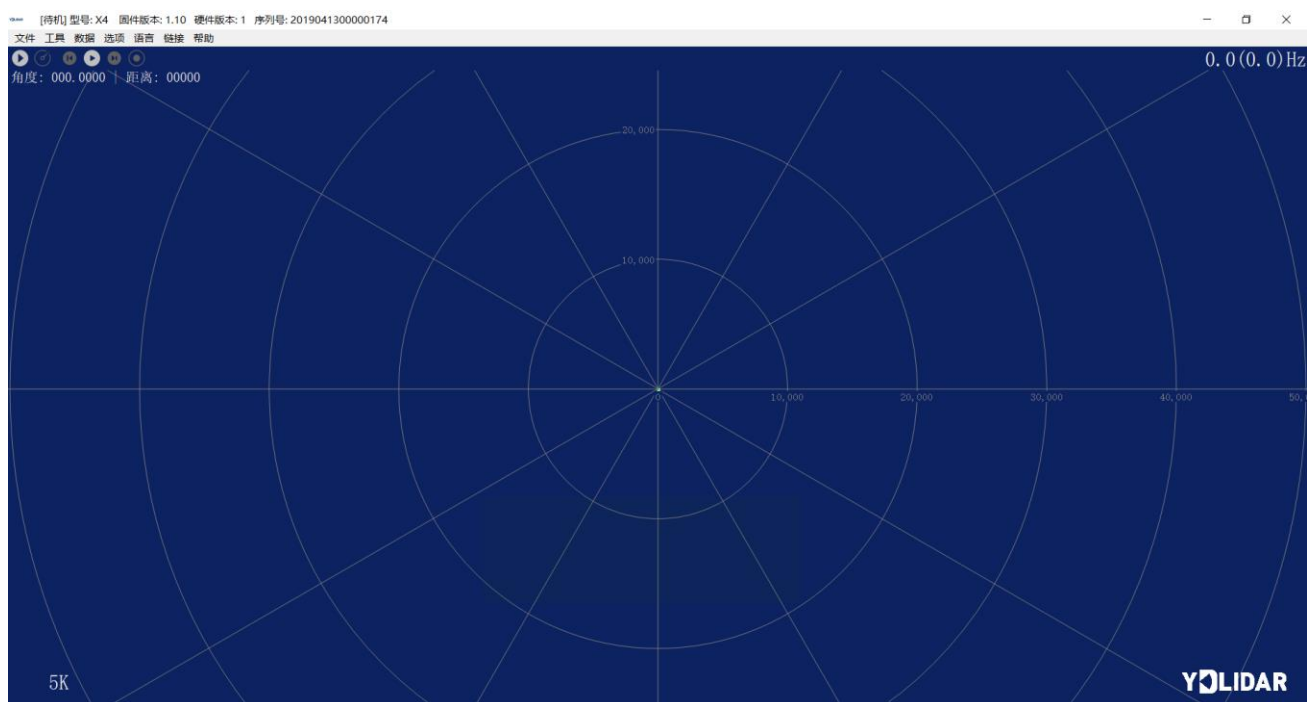 [待机] 型号: X4 固件版本: 1.10 硬件版本: 1 序列号: 2019041300000174
文件 工具 数据 选项 语言 链接 帮助
0.0(0.0)Hz
角度: 000.0000 | 距离: 00000
20,000
10,000
0 10,000 20,000 30,000 40,000 50,
5K
YDLIDAR